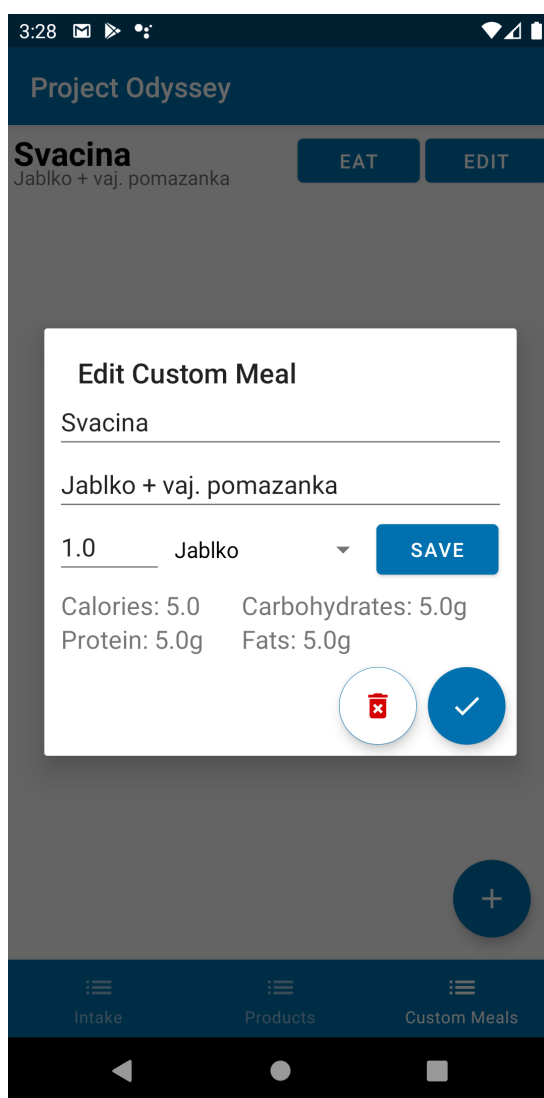 3:28
Project Odyssey
Svacina
Jablko + vaj. pomazanka
EAT
EDIT
Edit Custom Meal
Svacina
Jablko + vaj. pomazanka
1.0 Jablko SAVE
Calories: 5.0 Carbohydrates: 5.0g
Protein: 5.0g Fats: 5.0g
Intake Products Custom Meals